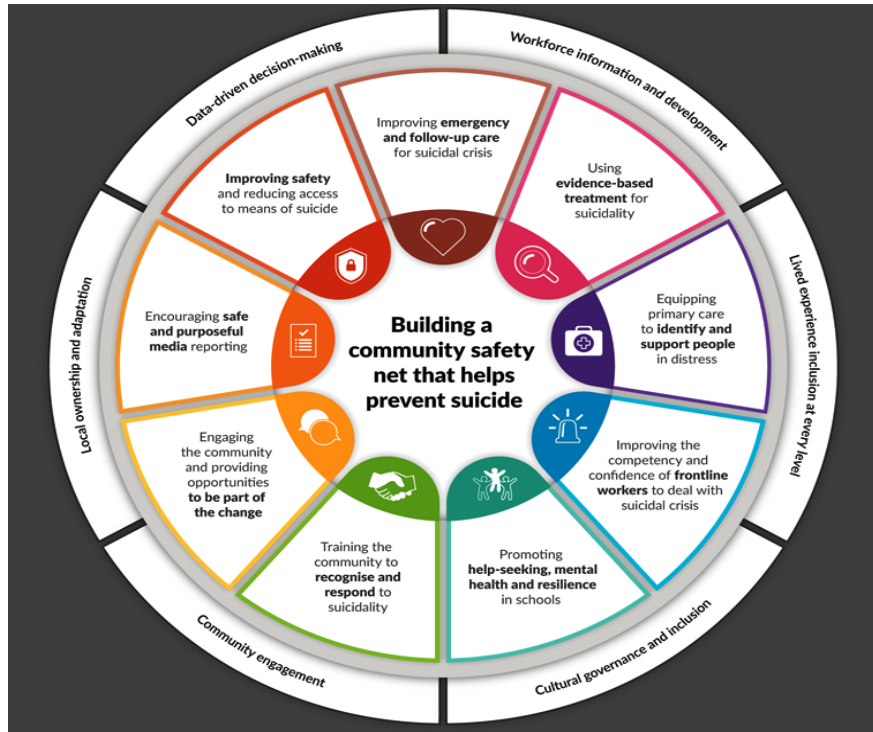 Data-driven decision-making
Workforce information and development
Lived experience inclusion at every level
Cultural governance and inclusion
Community engagement
Local ownership and adaptation
Improving emergency
and follow-up care
for suicidal crisis
Using
evidence-based
treatment for
suicidality
Equipping
primary care
to identify and
support people
in distress
Improving the
competency and
confidence of frontline
workers to deal with
suicidal crisis
Promoting
help-seeking, mental
health and resilience
in schools
Training the
community to
recognise and
respond to
suicidality
Engaging
the community
and providing
opportunities
to be part of
the change
Encouraging safe
and purposeful
media reporting
Improving safety
and reducing access
to means of suicide
Building a
community safety
net that helps
prevent suicide